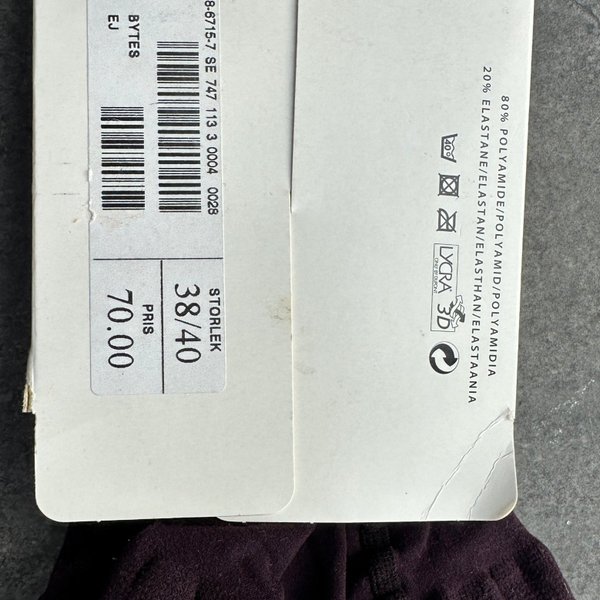 8-6715-7 SE 747 113 3 0004 0028
BYTES
EJ
STORLEK
38/40
PRIS
70.00
80% POLYAMIDE/POLYAMID/POLYAMIDIA
20% ELASTANE/ELASTAN/ELASTHAN/ELASTAANIA
40°
LYCRA 3D